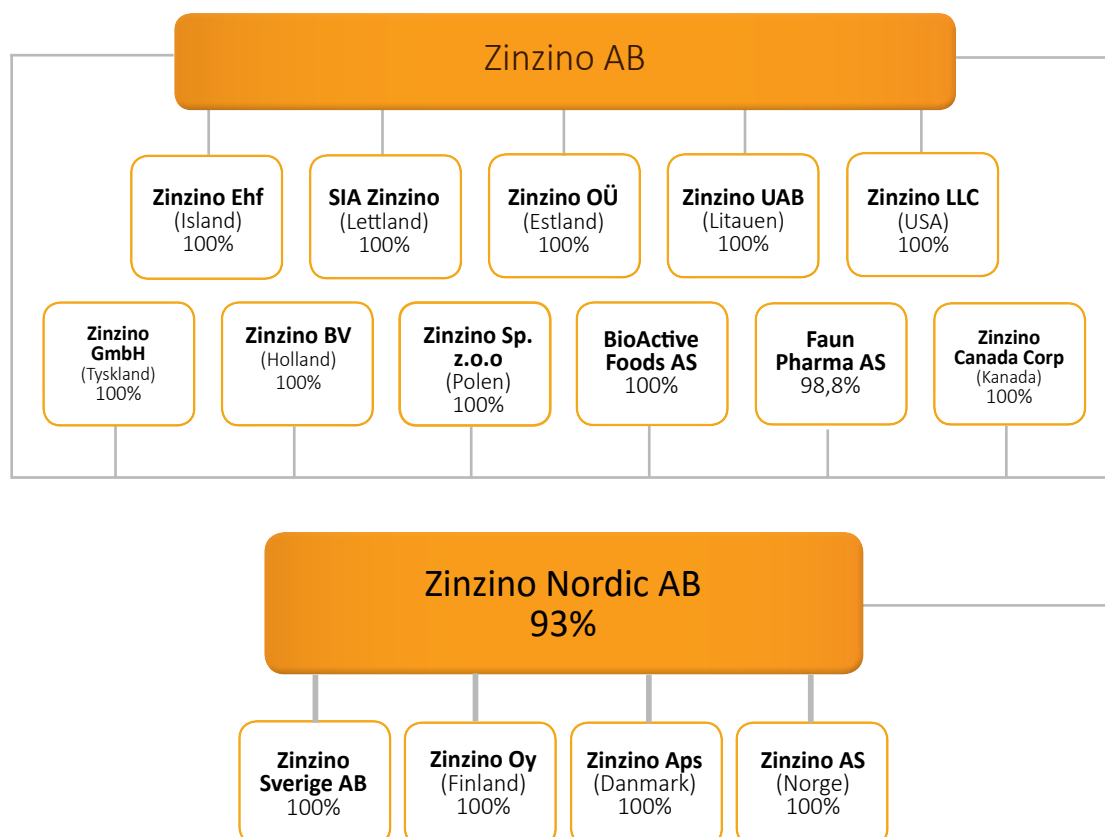 Zinzino AB
Zinzino Ehf
(Island)
100%
SIA Zinzino
(Lettland)
100%
Zinzino OÜ
(Estland)
100%
Zinzino UAB
(Litauen)
100%
Zinzino LLC
(USA)
100%
Zinzino
GmbH
(Tyskland)
100%
Zinzino BV
(Holland)
100%
Zinzino Sp.
z.o.o
(Polen)
100%
BioActive
Foods AS
100%
Faun
Pharma AS
98,8%
Zinzino
Canada Corp
(Kanada)
100%
Zinzino Nordic AB
93%
Zinzino
Sverige AB
100%
Zinzino Oy
(Finland)
100%
Zinzino Aps
(Danmark)
100%
Zinzino AS
(Norge)
100%